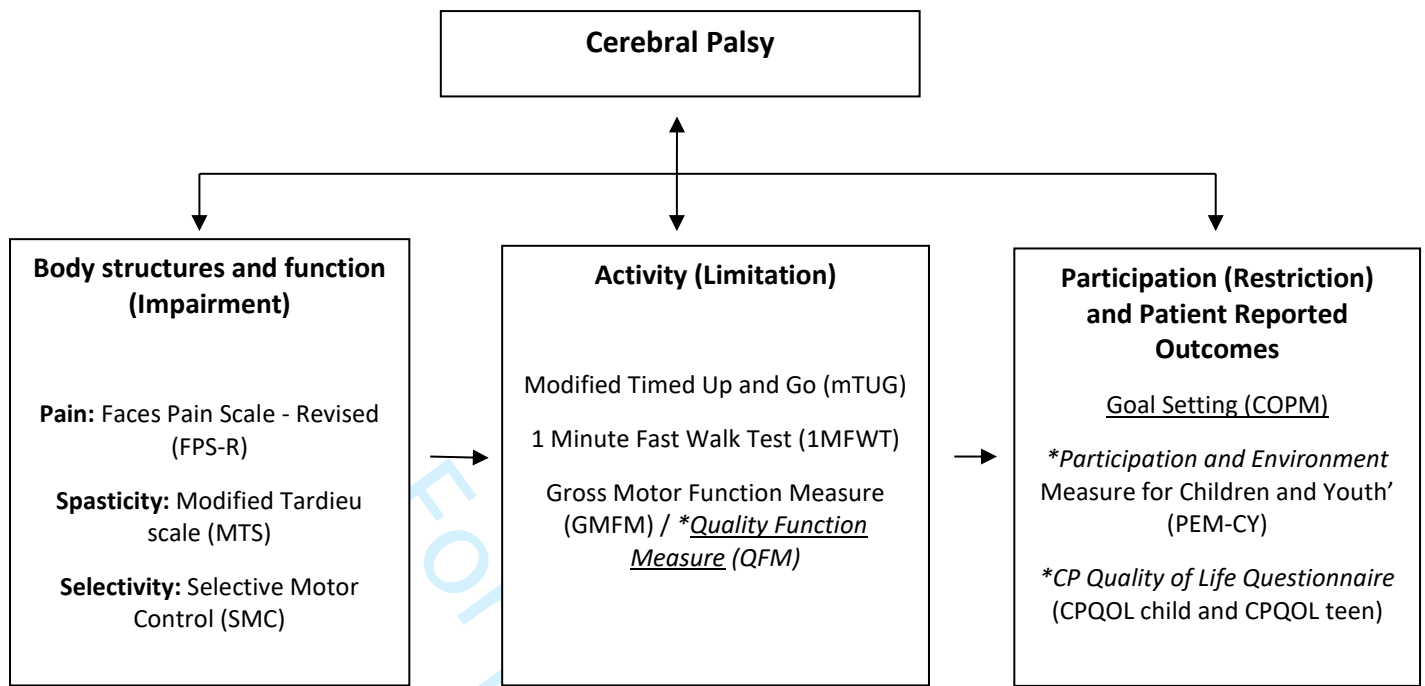 Cerebral Palsy
Body structures and function
(Impairment)
Pain: Faces Pain Scale - Revised
(FPS-R)
Spasticity: Modified Tardieu
scale (MTS)
Selectivity: Selective Motor
Control (SMC)
Activity (Limitation)
Modified Timed Up and Go (mTUG)
1 Minute Fast Walk Test (1MFWT)
Gross Motor Function Measure
(GMFM) / *Quality Function
Measure (QFM)
Participation (Restriction)
and Patient Reported
Outcomes
Goal Setting (COPM)
*Participation and Environment
Measure for Children and Youth’
(PEM-CY)
*CP Quality of Life Questionnaire
(CPQOL child and CPQOL teen)